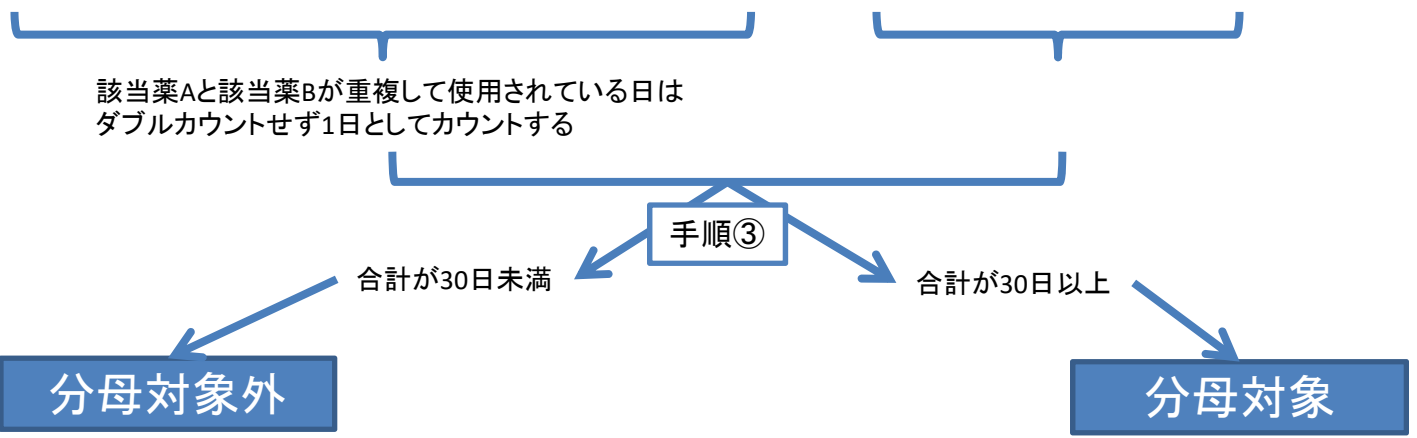 該当薬Aと該当薬Bが重複して使用されている日は
ダブルカウントせず1日としてカウントする
手順③
合計が30日未満
合計が30日以上
分母対象外
分母対象